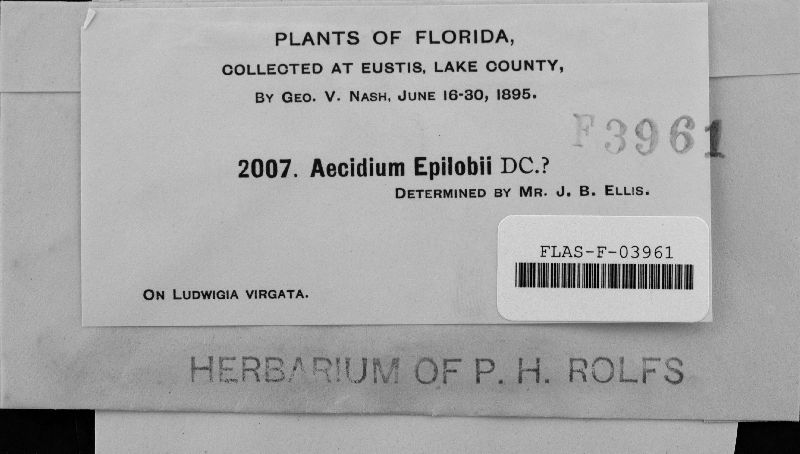 PLANTS OF FLORIDA,
COLLECTED AT EUSTIS, LAKE COUNTY,
BY GEO. V. NASH, JUNE 16-30, 1895.
F3961
2007. Aecidium Epilobii DC.?
DETERMINED BY MR. J. B. ELLIS.
FLAS-F-03961
ON LUDWIGIA VIRGATA.
HERBARIUM OF P. H. ROLFS